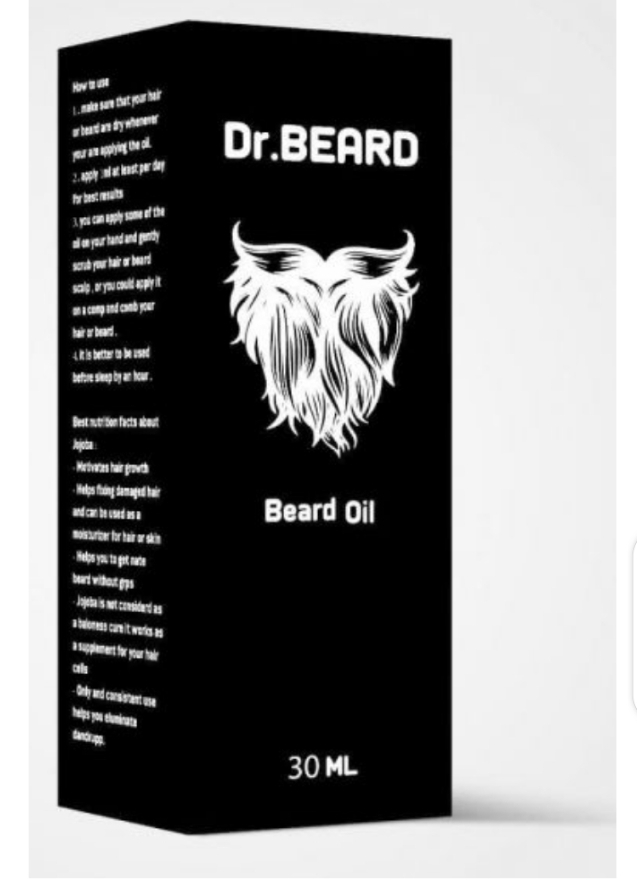 How to use
1. make sure that your hair
or beard are dry whenever
your are applying the oil.
2. apply 1ml at least per day
for best results
3. you can apply some of the
oil on your hand and gently
scrub your hair or beard
scalp , or you could apply it
on a comp and comb your
hair or beard .
4. it is better to be used
before sleep by an hour .
Best nutrition facts about
Jojoba :
- Motivates hair growth
- Helps fixing damaged hair
and can be used as a
moisturizer for hair or skin
- Helps you to get nate
beard without grps
- Jojoba is not considerd as
a baloness cure it works as
a supplement for your hair
cells
- Only and consistent use
helps you eluminate
dandrupp.
Dr.BEARD
Beard Oil
30 ML